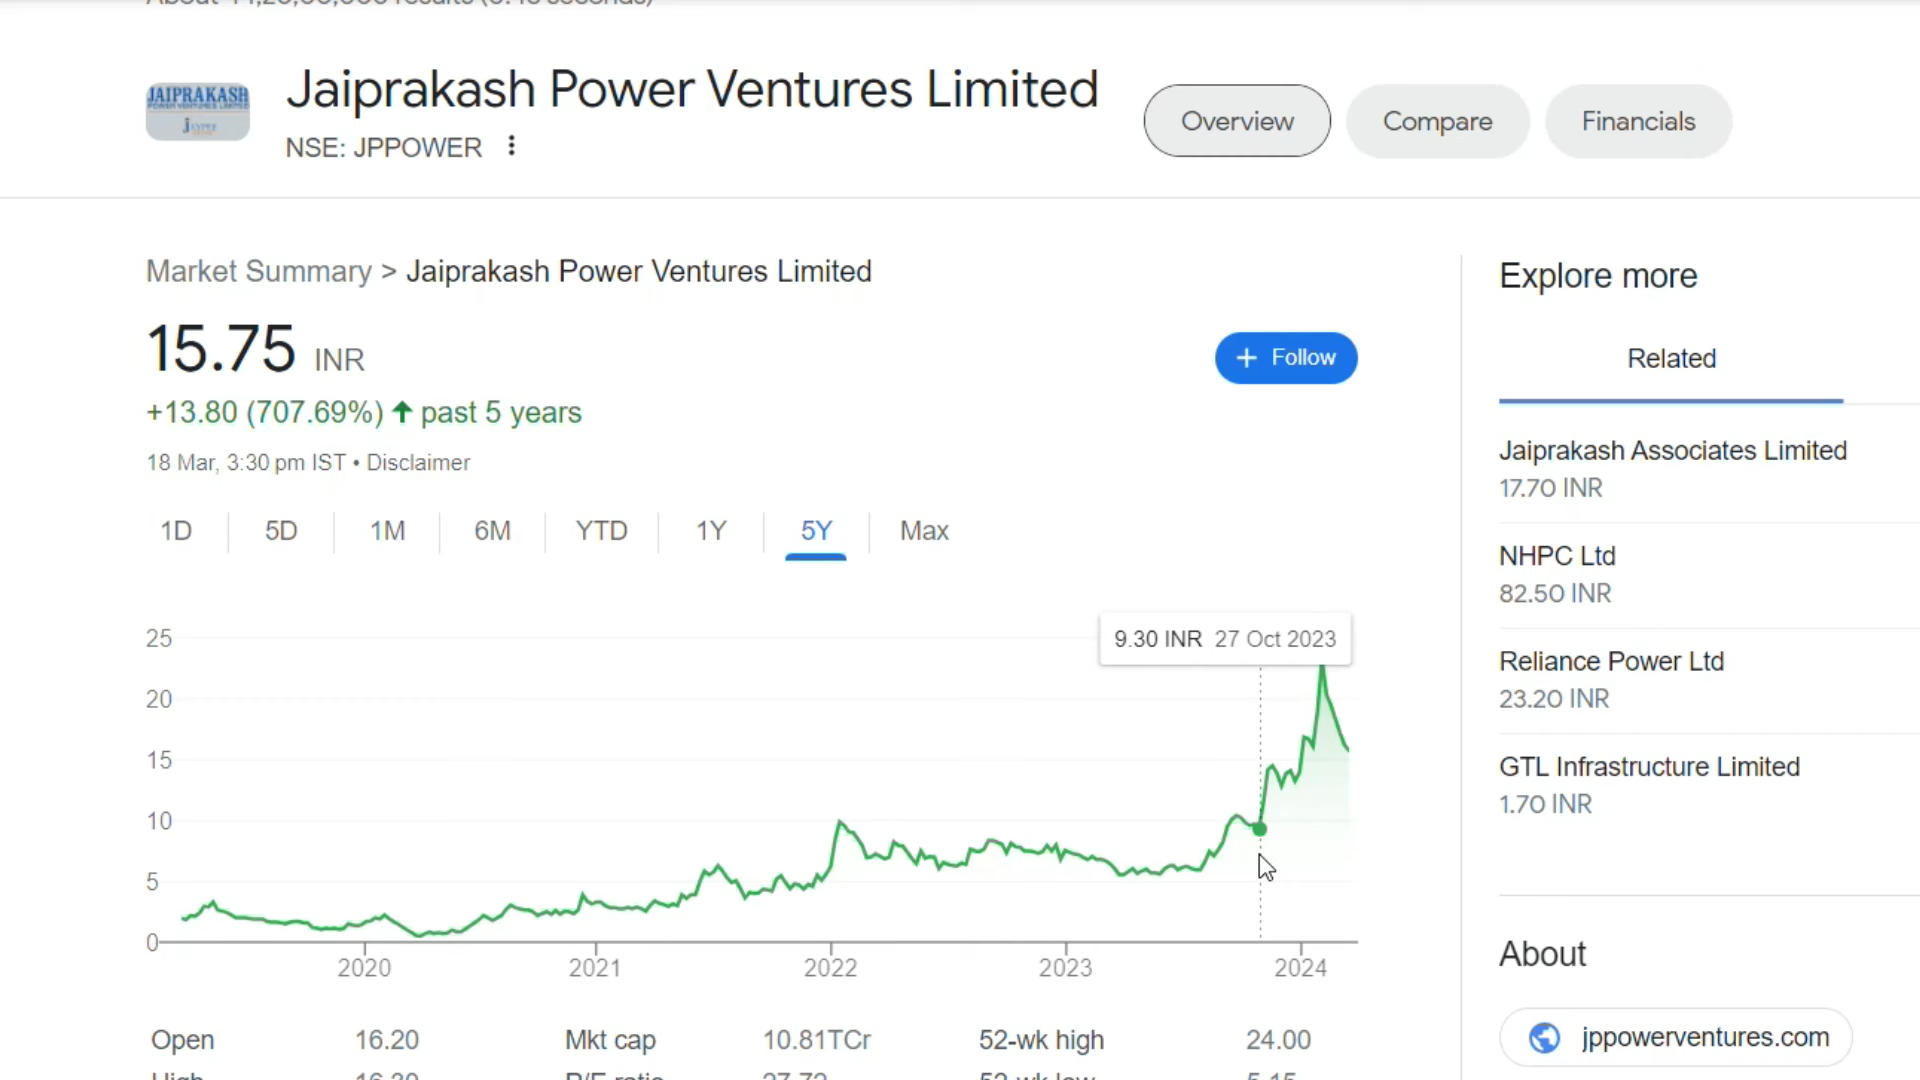 Jaiprakash Power Ventures Limited
NSE: JPPOWER
JAIPRAKASH
POWER VENTURES LIMITED
Overview
Compare
Financials
Market Summary > Jaiprakash Power Ventures Limited
15.75 INR
+13.80 (707.69%) ↑ past 5 years
18 Mar, 3:30 pm IST • Disclaimer
+ Follow
1D 5D 1M 6M YTD 1Y 5Y Max
9.30 INR 27 Oct 2023
25
20
15
10
5
0
2020 2021 2022 2023 2024
Open 16.20 Mkt cap 10.81TCr 52-wk high 24.00
Explore more
Related
Jaiprakash Associates Limited
17.70 INR
NHPC Ltd
82.50 INR
Reliance Power Ltd
23.20 INR
GTL Infrastructure Limited
1.70 INR
About
jppowerventures.com